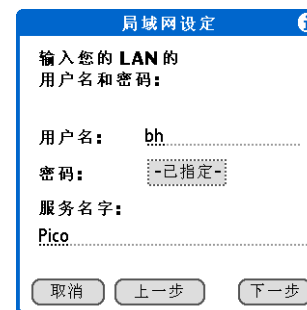 局域网设定
输入您的 LAN 的
用户名和密码:
用户名: bh
密码: -已指定-
服务名字:
Pico
取消 上一步 下一步